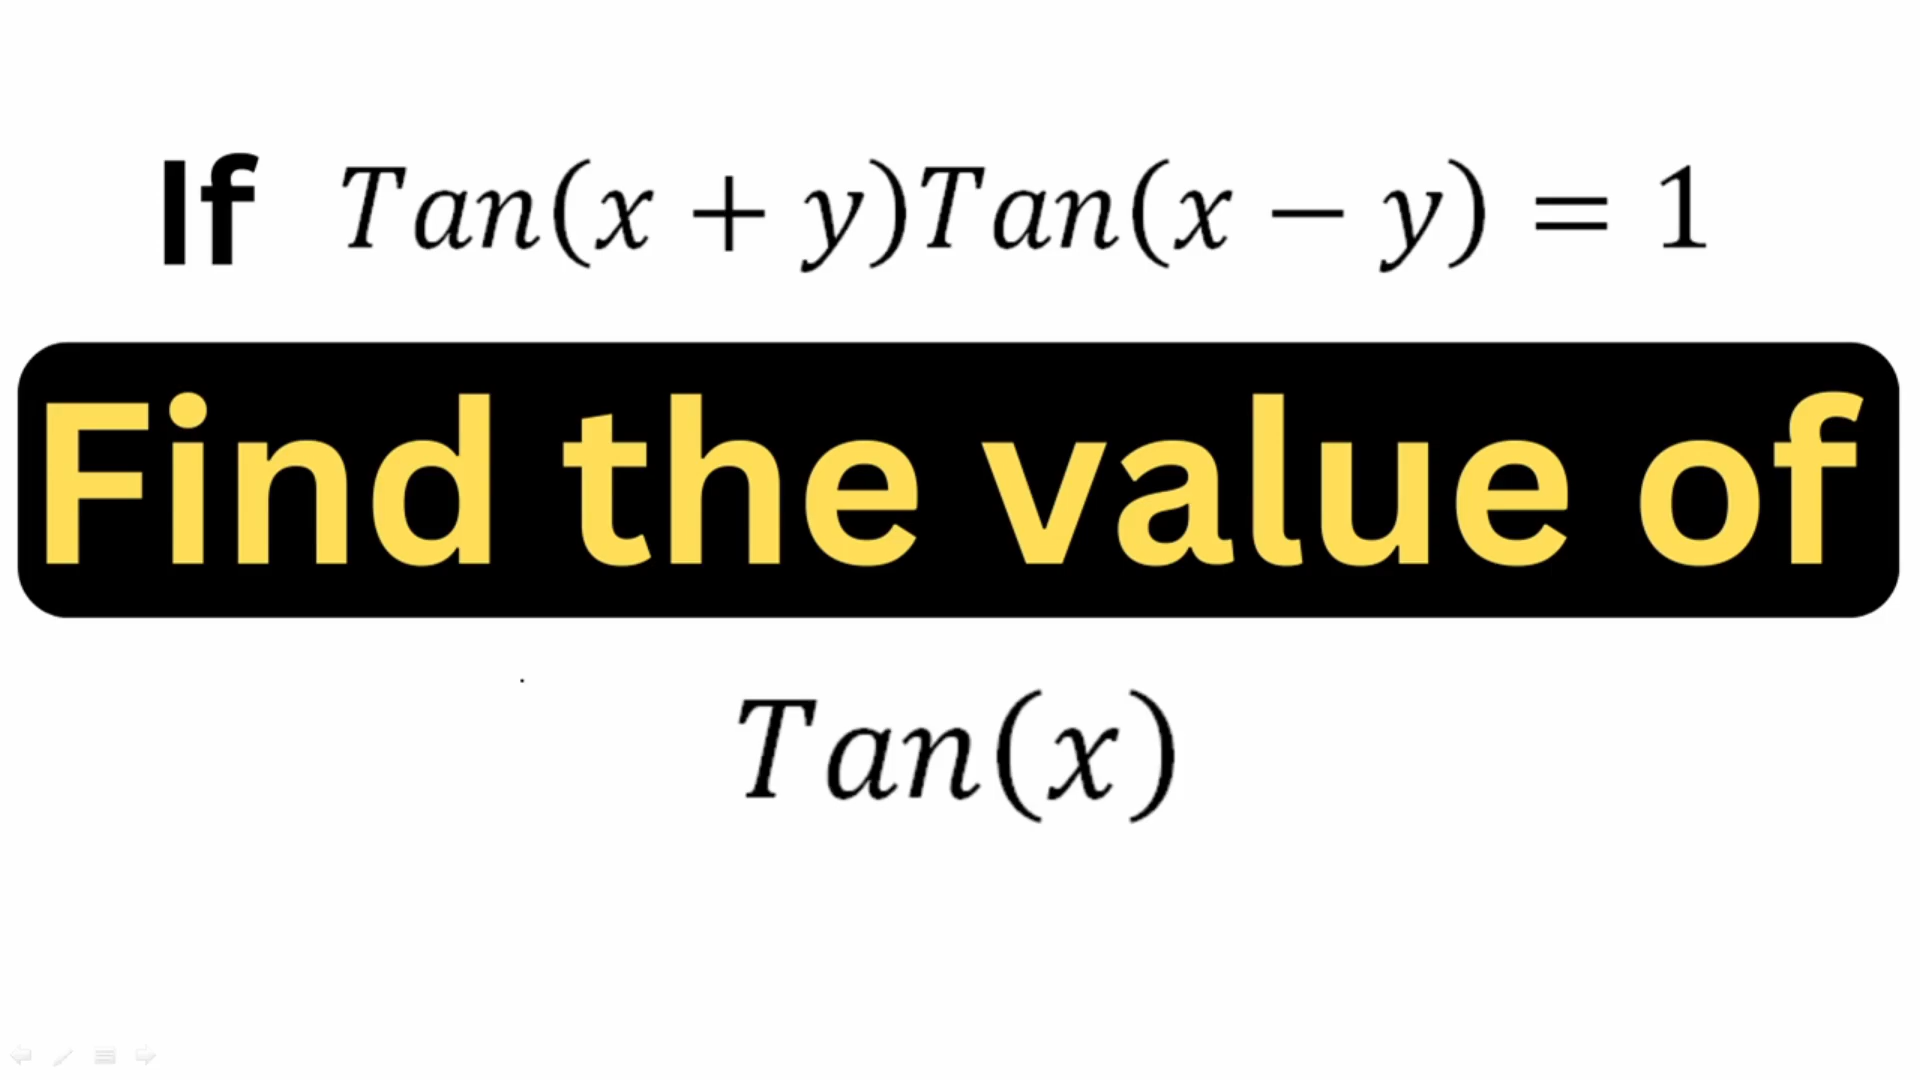 If Tan(x + y)Tan(x − y) = 1
Find the value of
Tan(x)